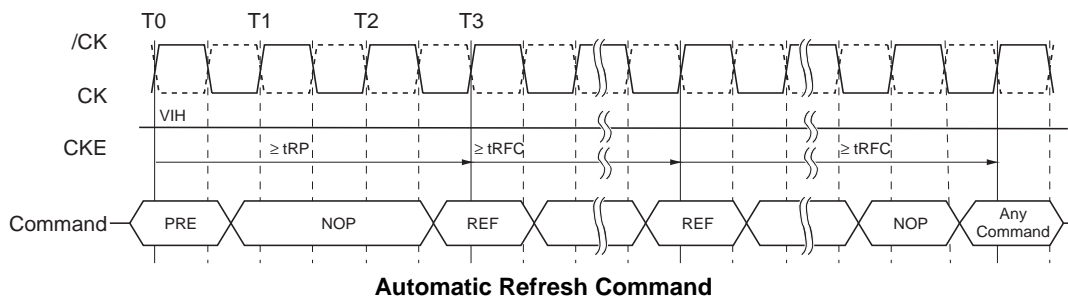 T0 T1 T2 T3
/CK
CK
VIH
CKE
≥ tRP ≥ tRFC ≥ tRFC
Command PRE NOP REF REF NOP Any Command
Automatic Refresh Command